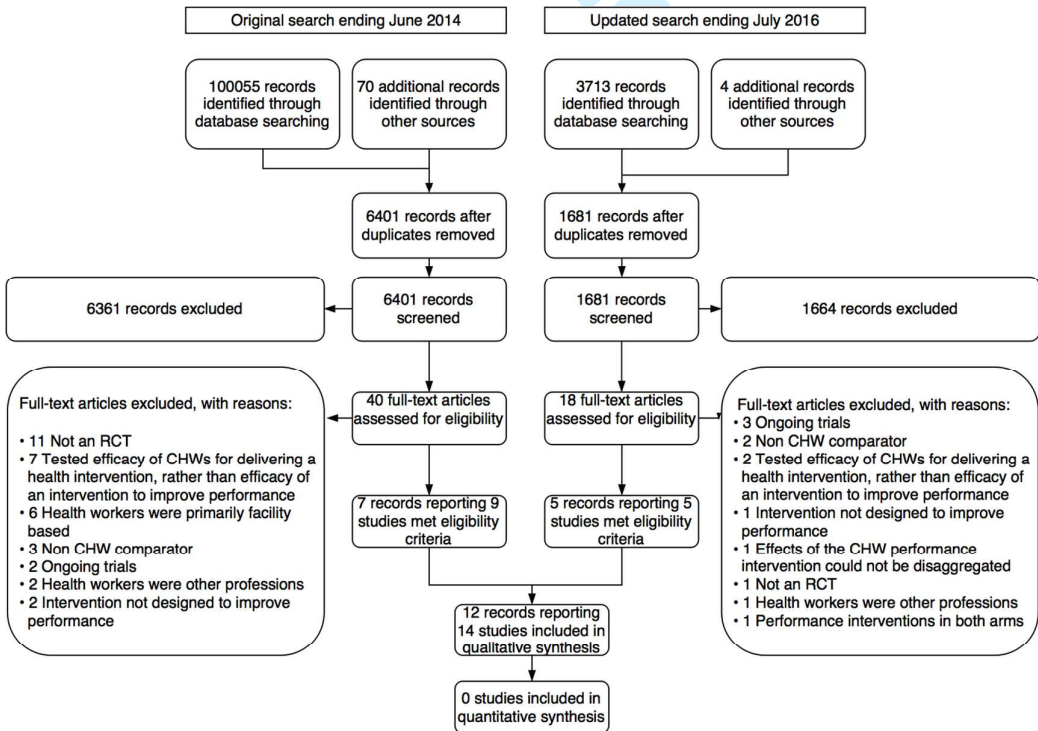 Original search ending June 2014
Updated search ending July 2016
100055 records
identified through
database searching
70 additional records
identified through
other sources
3713 records
identified through
database searching
4 additional records
identified through
other sources
6401 records after
duplicates removed
1681 records after
duplicates removed
6361 records excluded
6401 records
screened
1681 records
screened
1664 records excluded
Full-text articles excluded, with reasons:
• 11 Not an RCT
• 7 Tested efficacy of CHWs for delivering a
health intervention, rather than efficacy of
an intervention to improve performance
• 6 Health workers were primarily facility
based
• 3 Non CHW comparator
• 2 Ongoing trials
• 2 Health workers were other professions
• 2 Intervention not designed to improve
performance
40 full-text articles
assessed for eligibility
18 full-text articles
assessed for eligibility
Full-text articles excluded, with reasons:
• 3 Ongoing trials
• 2 Non CHW comparator
• 2 Tested efficacy of CHWs for delivering a
health intervention, rather than efficacy of
an intervention to improve performance
• 1 Intervention not designed to improve
performance
• 1 Effects of the CHW performance
intervention could not be disaggregated
• 1 Not an RCT
• 1 Health workers were other professions
• 1 Performance interventions in both arms
7 records reporting 9
studies met eligibility
criteria
5 records reporting 5
studies met eligibility
criteria
12 records reporting
14 studies included in
qualitative synthesis
0 studies included in
quantitative synthesis